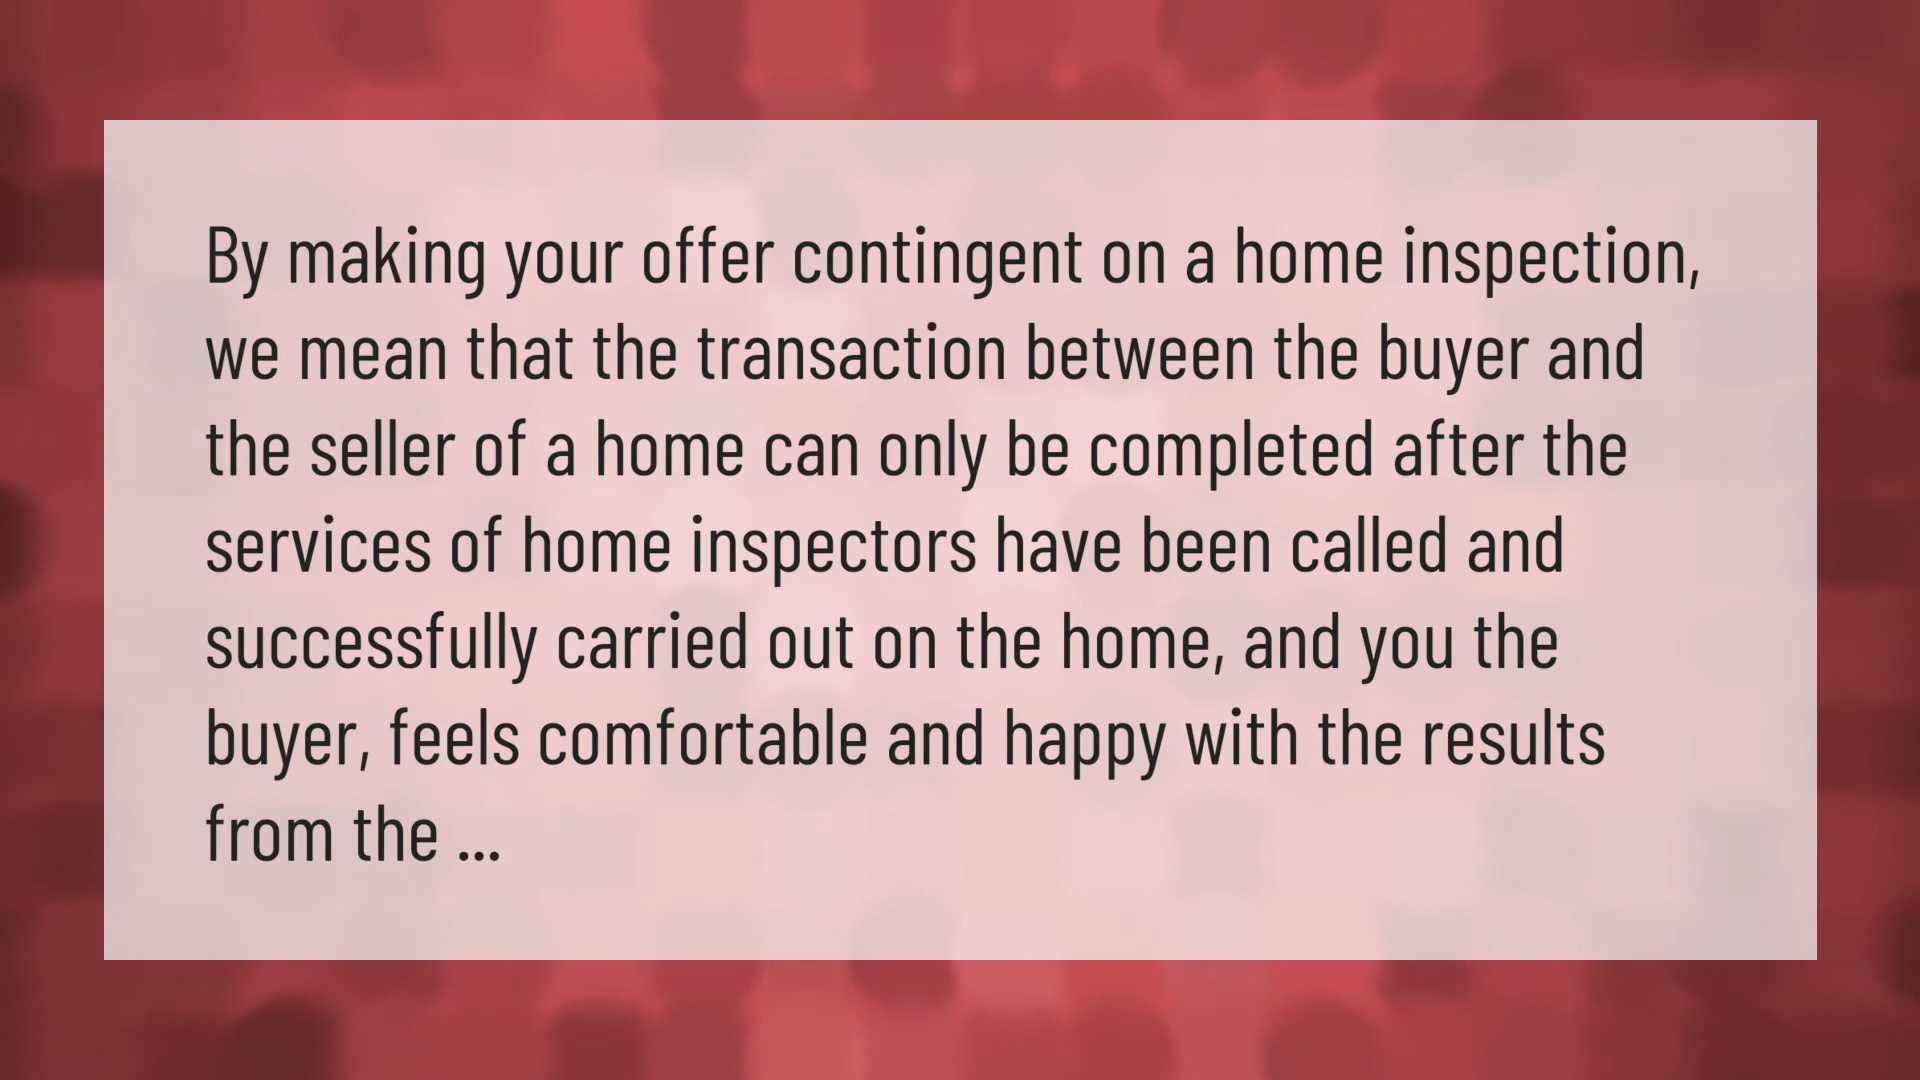 By making your offer contingent on a home inspection,
we mean that the transaction between the buyer and
the seller of a home can only be completed after the
services of home inspectors have been called and
successfully carried out on the home, and you the
buyer, feels comfortable and happy with the results
from the ...